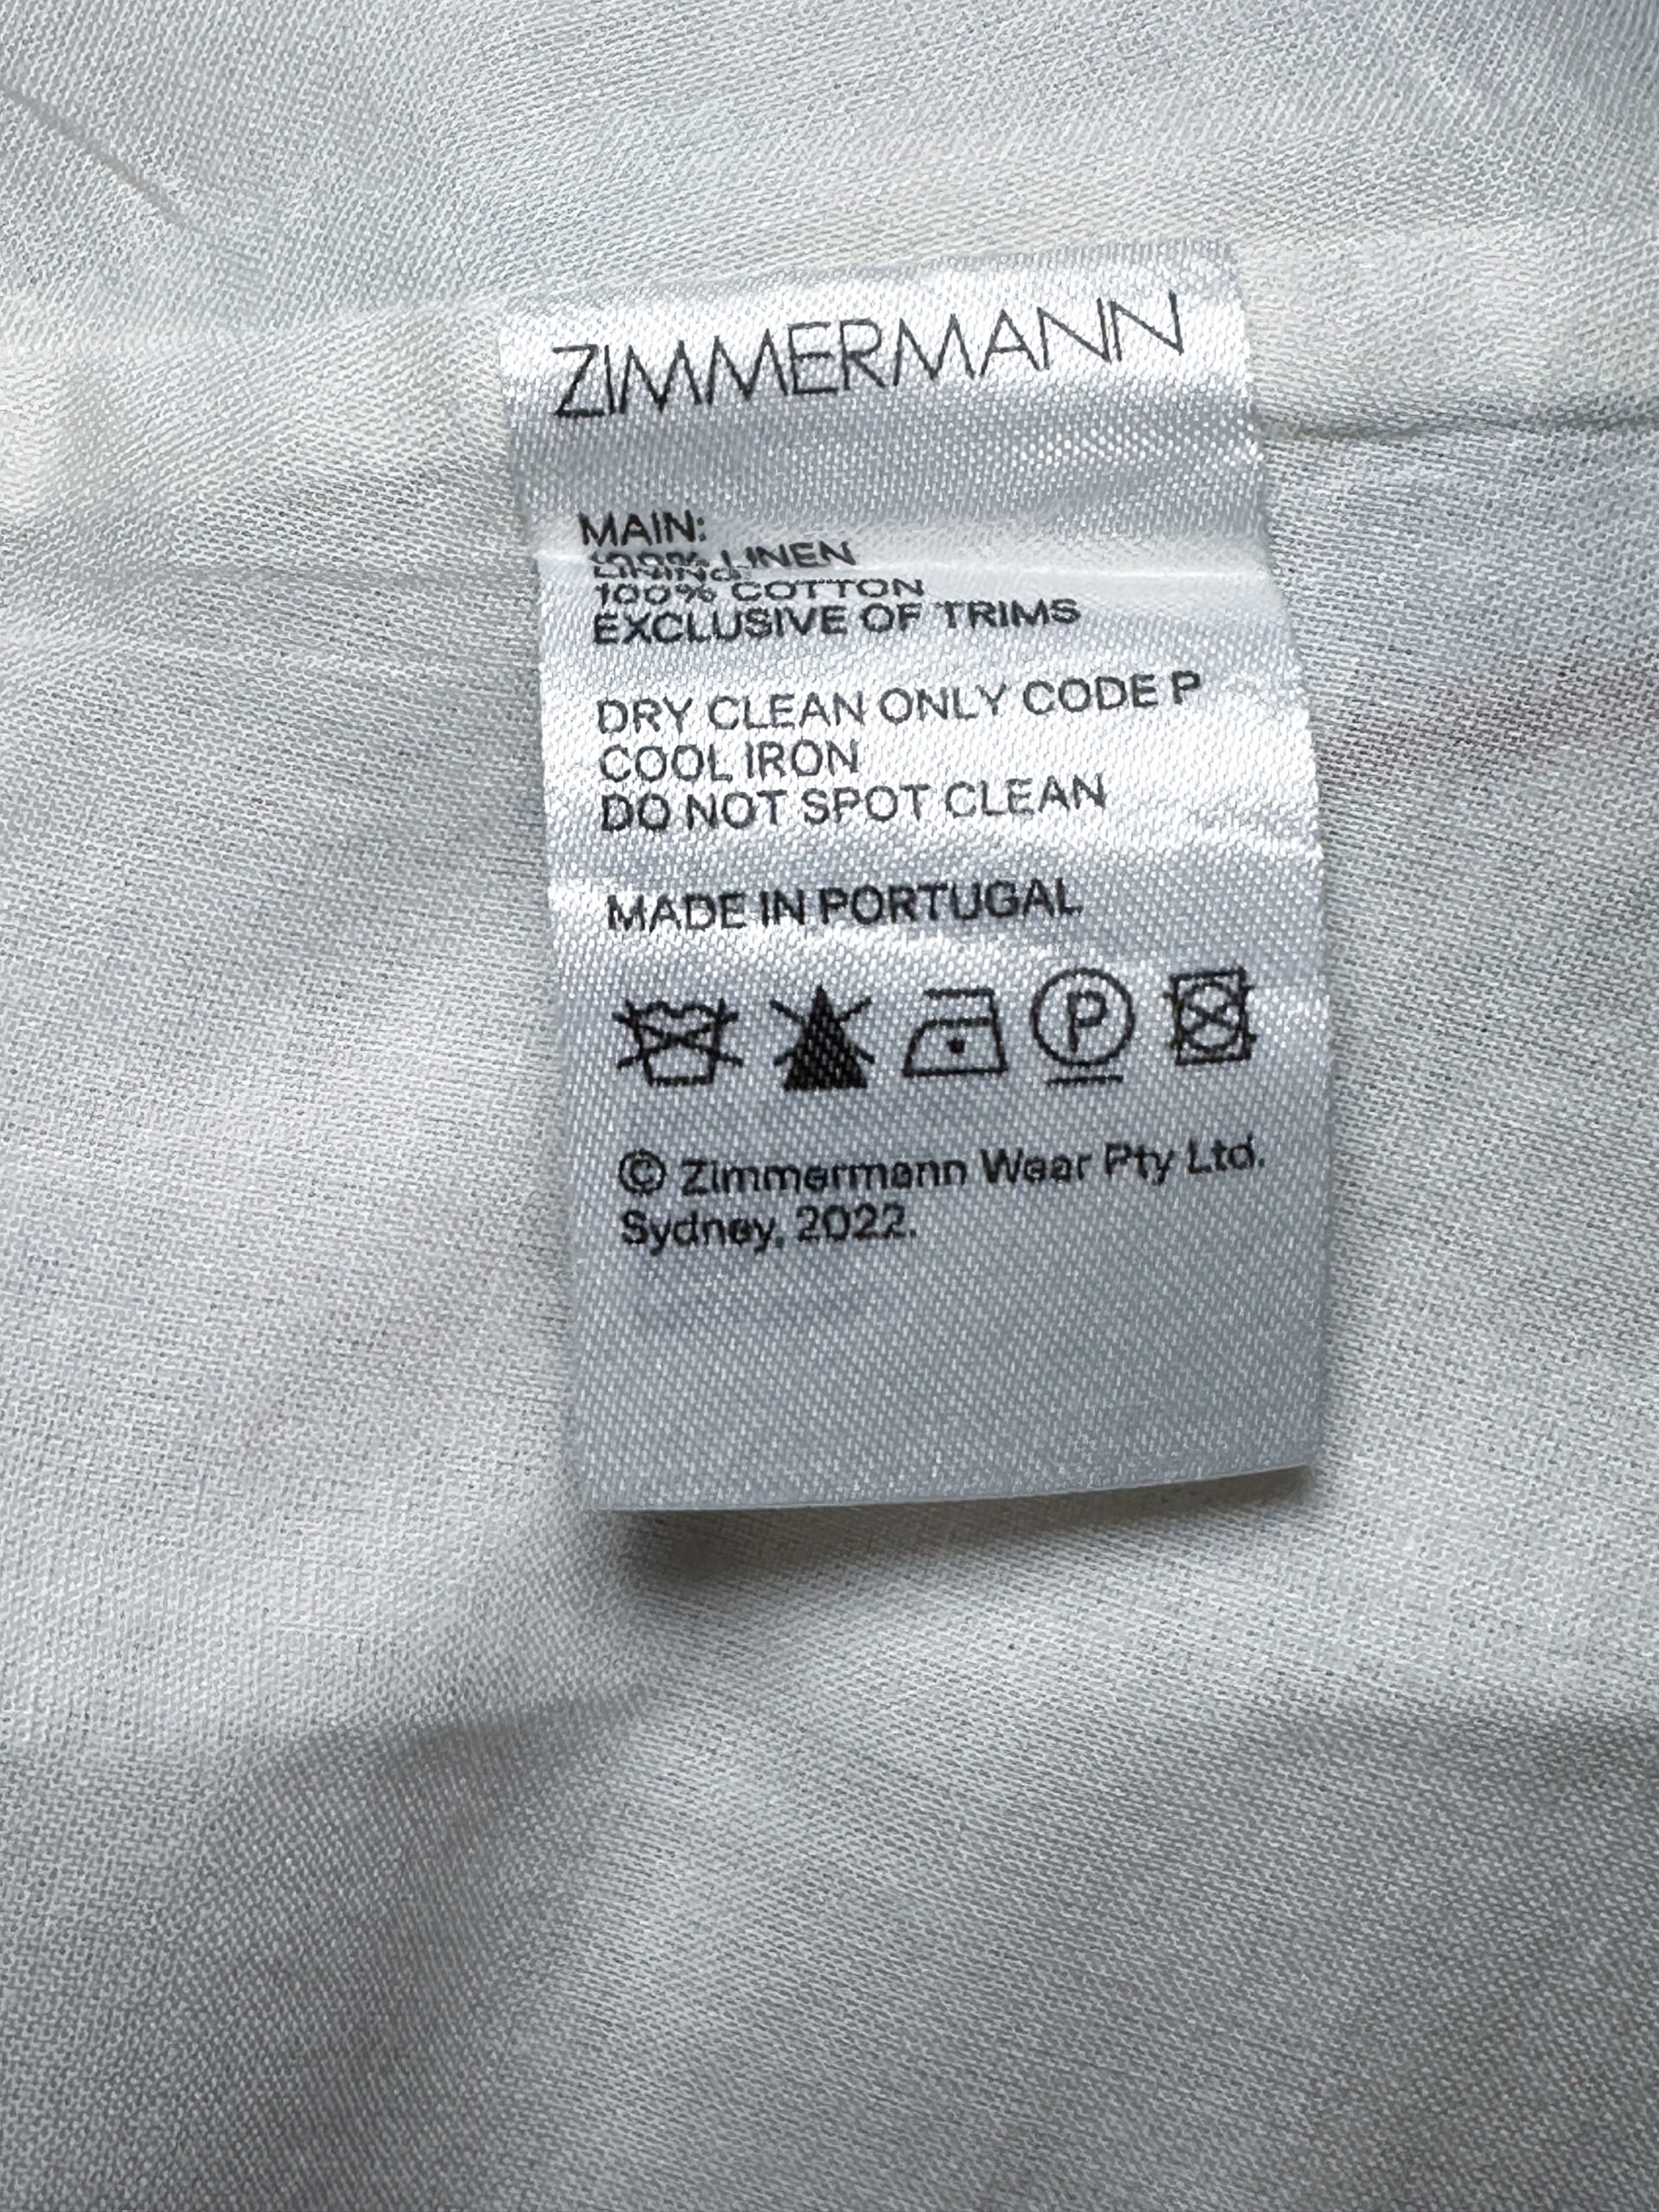 ZIMMERMANN
MAIN:
100% LINEN
LINING:
100% COTTON
EXCLUSIVE OF TRIMS
DRY CLEAN ONLY CODE P
COOL IRON
DO NOT SPOT CLEAN
MADE IN PORTUGAL
P
© Zimmermann Wear Pty Ltd.
Sydney, 2022.